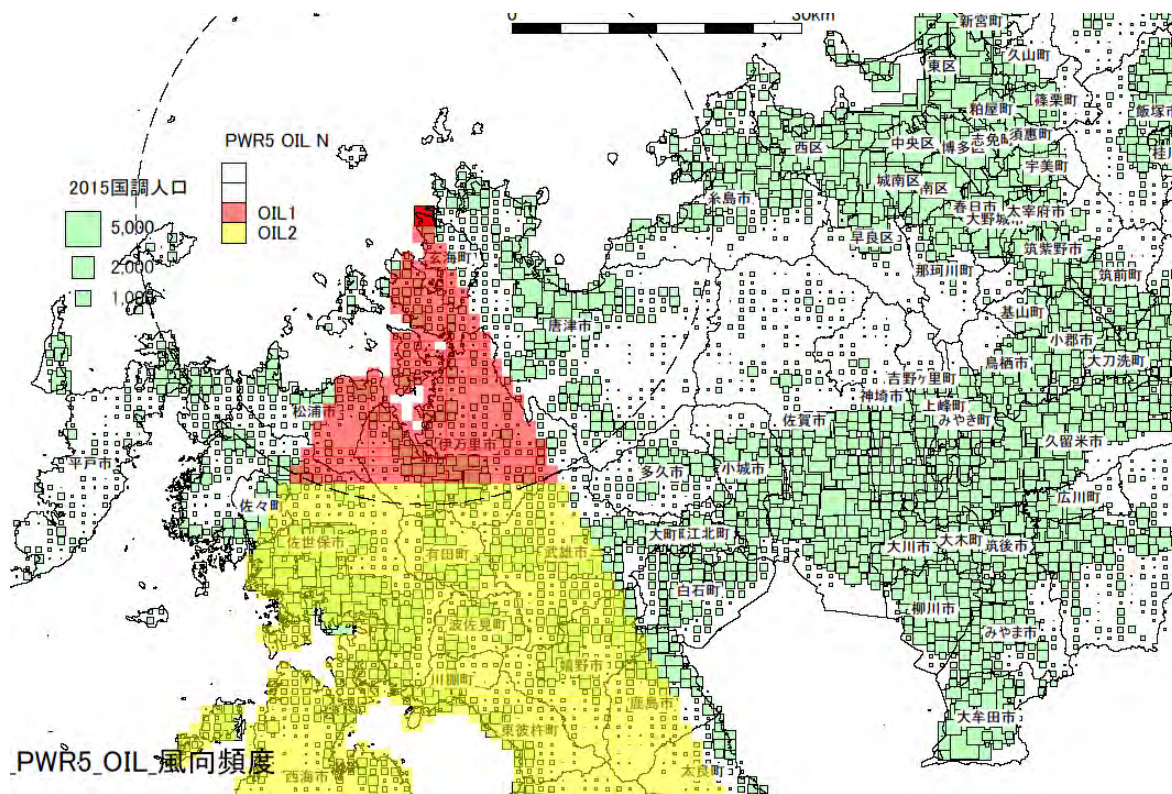 0
30km
新宮町
久山町
東区
篠栗町
粕屋町
飯塚市
須惠町
志免町
中央区
博多区
西区
宇美町
城南区
南区
糸島市
春日市
太宰府市
大野城市
早良区
筑紫野市
那珂川町
筑前町
PWR5 OIL N
OIL1
OIL2
2015国調人口
5,000
2,000
1,000
玄海町
唐津市
基山町
小郡市
鳥栖市
大刀洗町
吉野ヶ里町
神埼市
上峰町
みやき町
松浦市
伊万里市
佐賀市
久留米市
平戸市
多久市
小城市
広川町
佐々町
佐世保市
有田町
武雄市
大町町
江北町
大川市
大木町
筑後市
白石町
柳川市
波佐見町
みやま市
嬉野市
川棚町
鹿島市
大牟田市
東彼杵町
太良町
西海市
_PWR5_OIL_風向頻度